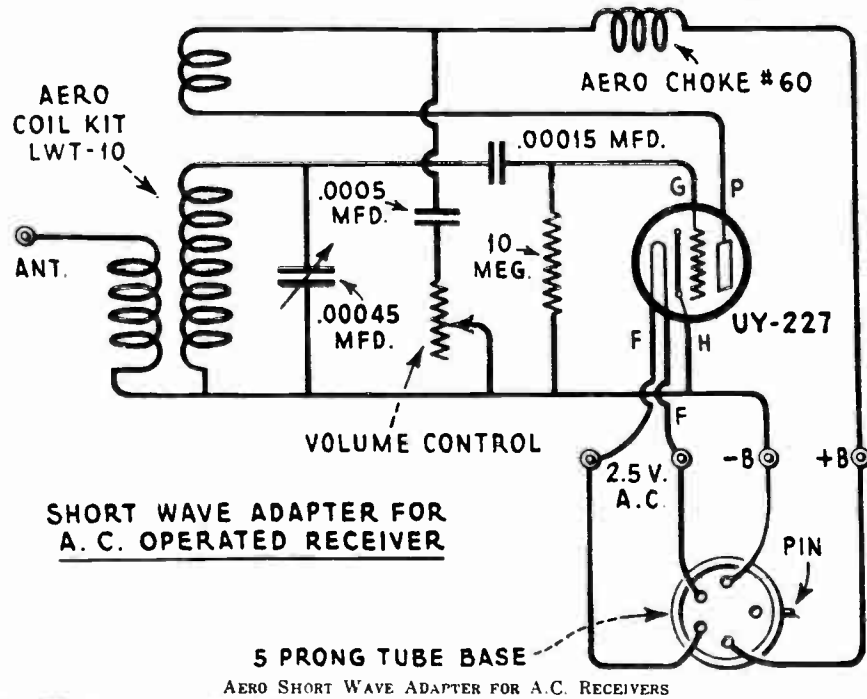 AERO CHOKE #60
AERO
COIL KIT
LWT-10
.00015 MFD.
G
P
.0005
MFD.
10
MEG.
ANT.
.00045
MFD.
UY-227
F
H
F
VOLUME CONTROL
2.5 V.
A.C.
-B
+B
SHORT WAVE ADAPTER FOR
A. C. OPERATED RECEIVER
PIN
5 PRONG TUBE BASE
AERO SHORT WAVE ADAPTER FOR A.C. RECEIVERS